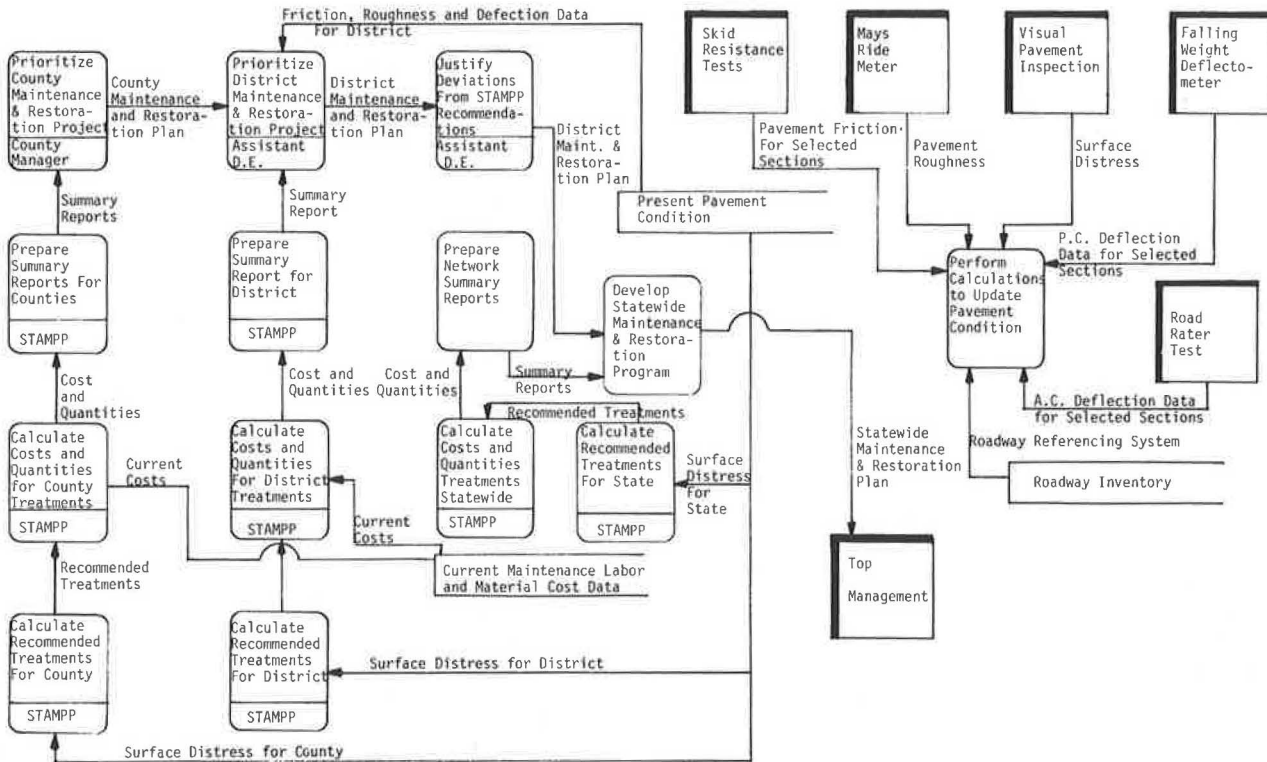 Friction, Roughness and Defection Data
For District
Prioritize
County
Maintenance
& Restora-
tion Project
County
Manager
County
Maintenance
and Restora-
tion Plan
Prioritize
District
Maintenance
& Restora-
tion Project
Assistant
D.E.
District
Maintenance
and Restora-
tion Plan
Justify
Deviations
From STAMPP
Recommenda-
tions
Assistant
D.E.
District
Maint. &
Restora-
tion Plan
Skid
Resistance
Tests
Mays
Ride
Meter
Visual
Pavement
Inspection
Falling
Weight
Deflecto-
meter
Pavement Friction
For Selected
Sections
Pavement
Roughness
Surface
Distress
P.C. Deflection
Data for Selected
Sections
Summary
Reports
Summary
Report
Present Pavement
Condition
Prepare
Summary
Reports For
Counties
STAMPP
Prepare
Summary
Report for
District
STAMPP
Prepare
Network
Summary
Reports
Develop
Statewide
Maintenance
& Restora-
tion
Program
Perform
Calculations
to Update
Pavement
Condition
Road
Rater
Test
Cost
and
Quantities
Cost and
Quantities
Cost and
Quantities
Summary
Reports
Recommended Treatments
A.C. Deflection Data
for Selected Sections
Roadway Referencing System
Roadway Inventory
Calculate
Costs and
Quantities
for County
Treatments
STAMPP
Current
Costs
Calculate
Costs and
Quantities
For District
Treatments
STAMPP
Calculate
Costs and
Quantities
Treatments
Statewide
STAMPP
Calculate
Recommended
Treatments
For State
STAMPP
Surface
Distress
For
State
Statewide
Maintenance
& Restoration
Plan
Current
Costs
Current Maintenance Labor
and Material Cost Data
Top
Management
Recommended
Treatments
Calculate
Recommended
Treatments
For County
STAMPP
Calculate
Recommended
Treatments
For District
STAMPP
Surface Distress for District
Surface Distress for County